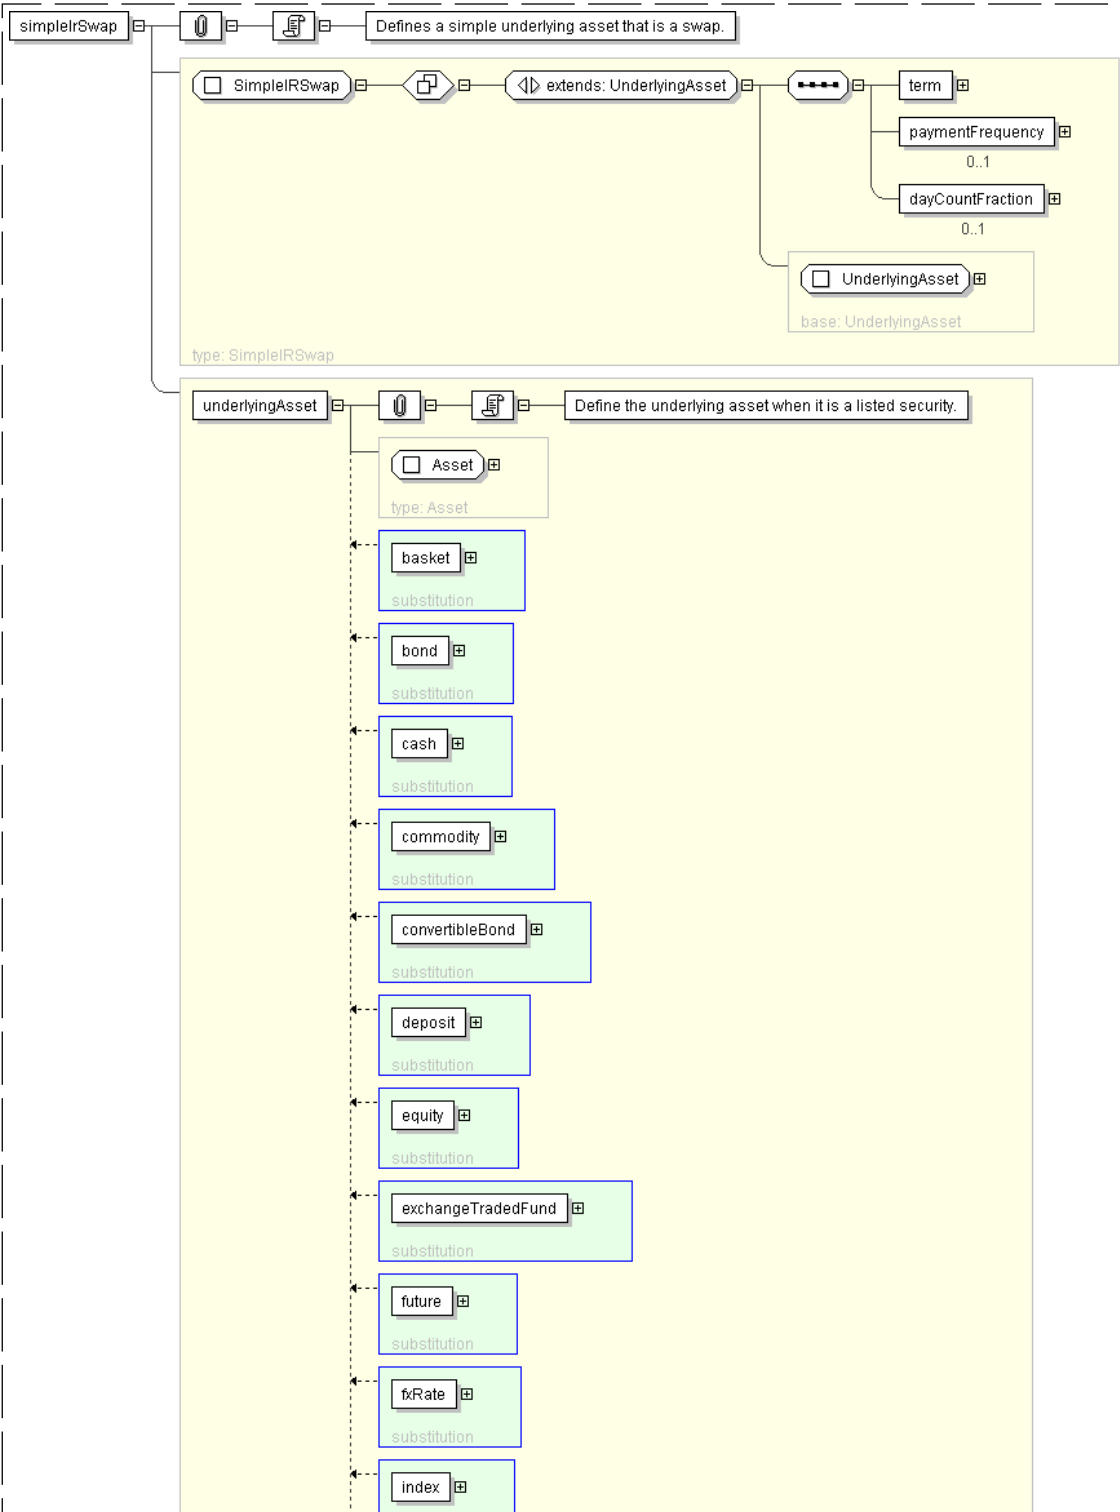 simpleIrSwap
Defines a simple underlying asset that is a swap.
SimpleIRSwap
extends: UnderlyingAsset
term
paymentFrequency
0..1
dayCountFraction
0..1
UnderlyingAsset
base: UnderlyingAsset
type: SimpleIRSwap
underlyingAsset
Define the underlying asset when it is a listed security.
Asset
type: Asset
basket
substitution
bond
substitution
cash
substitution
commodity
substitution
convertibleBond
substitution
deposit
substitution
equity
substitution
exchangeTradedFund
substitution
future
substitution
fxRate
substitution
index